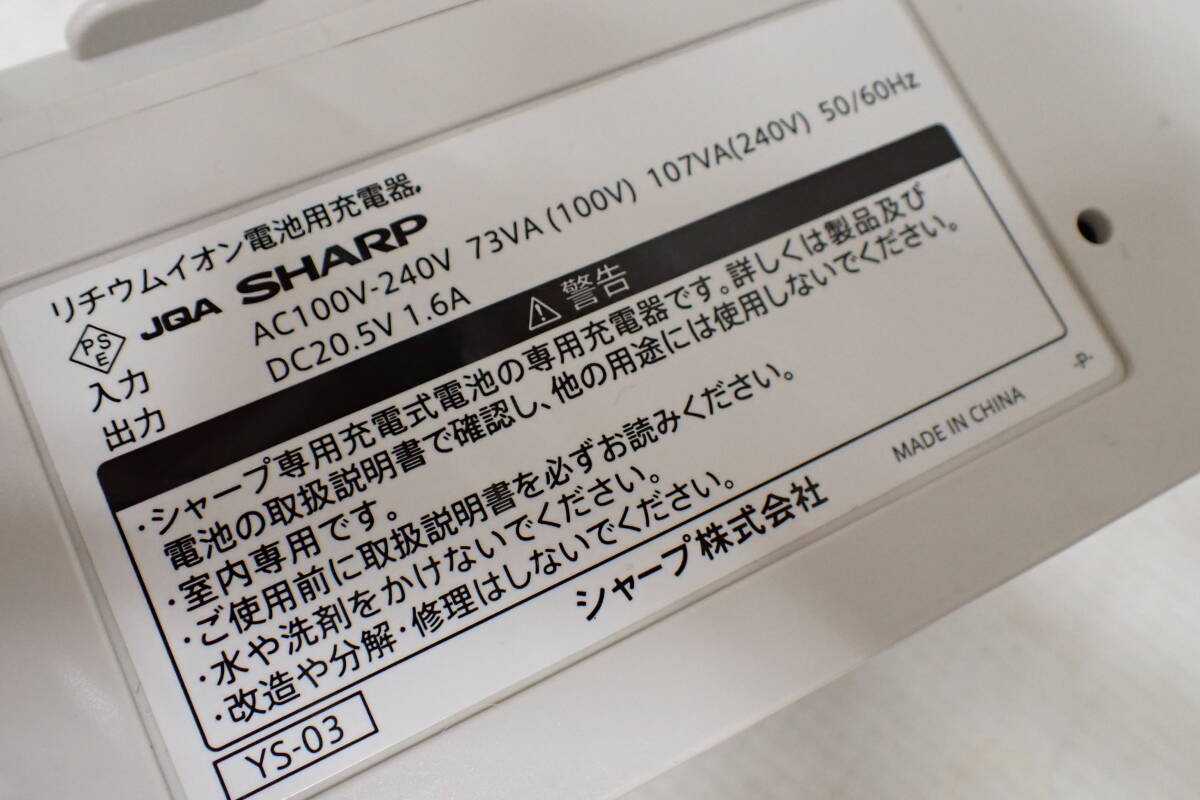 リチウムイオン電池用充電器
PSE JQA SHARP
入力 AC100V-240V 73VA(100V) 107VA(240V) 50/60Hz
出力 DC20.5V 1.6A
⚠警告
・シャープ専用充電式電池の専用充電器です。詳しくは製品及び
電池の取扱説明書で確認し、他の用途には使用しないでください。
・室内専用です。
・ご使用前に取扱説明書を必ずお読みください。
・水や洗剤をかけないでください。
・改造や分解・修理はしないでください。
シャープ株式会社
MADE IN CHINA
-P-
YS-03